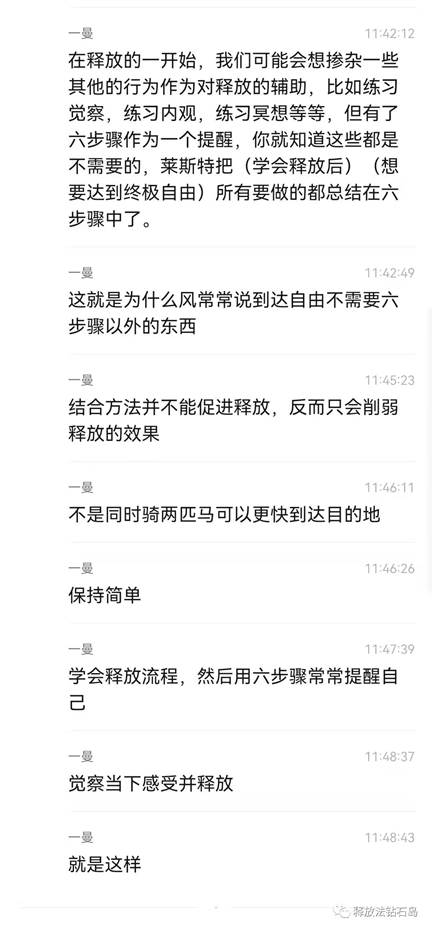 一曼 11:42:12
在释放的一开始，我们可能会想掺杂一些
其他的行为作为对释放的辅助，比如练习
觉察，练习内观，练习冥想等等，但有了
六步骤作为一个提醒，你就知道这些都是
不需要的，莱斯特把（学会释放后）（想
要达到终极自由）所有要做的都总结在六
步骤中了。
一曼 11:42:49
这就是为什么风常常说到达自由不需要六
步骤以外的东西
一曼 11:45:23
结合方法并不能促进释放，反而只会削弱
释放的效果
一曼 11:46:11
不是同时骑两匹马可以更快到达目的地
一曼 11:46:26
保持简单
一曼 11:47:39
学会释放流程，然后用六步骤常常提醒自
己
一曼 11:48:37
觉察当下感受并释放
一曼 11:48:43
就是这样
释放法钻石岛